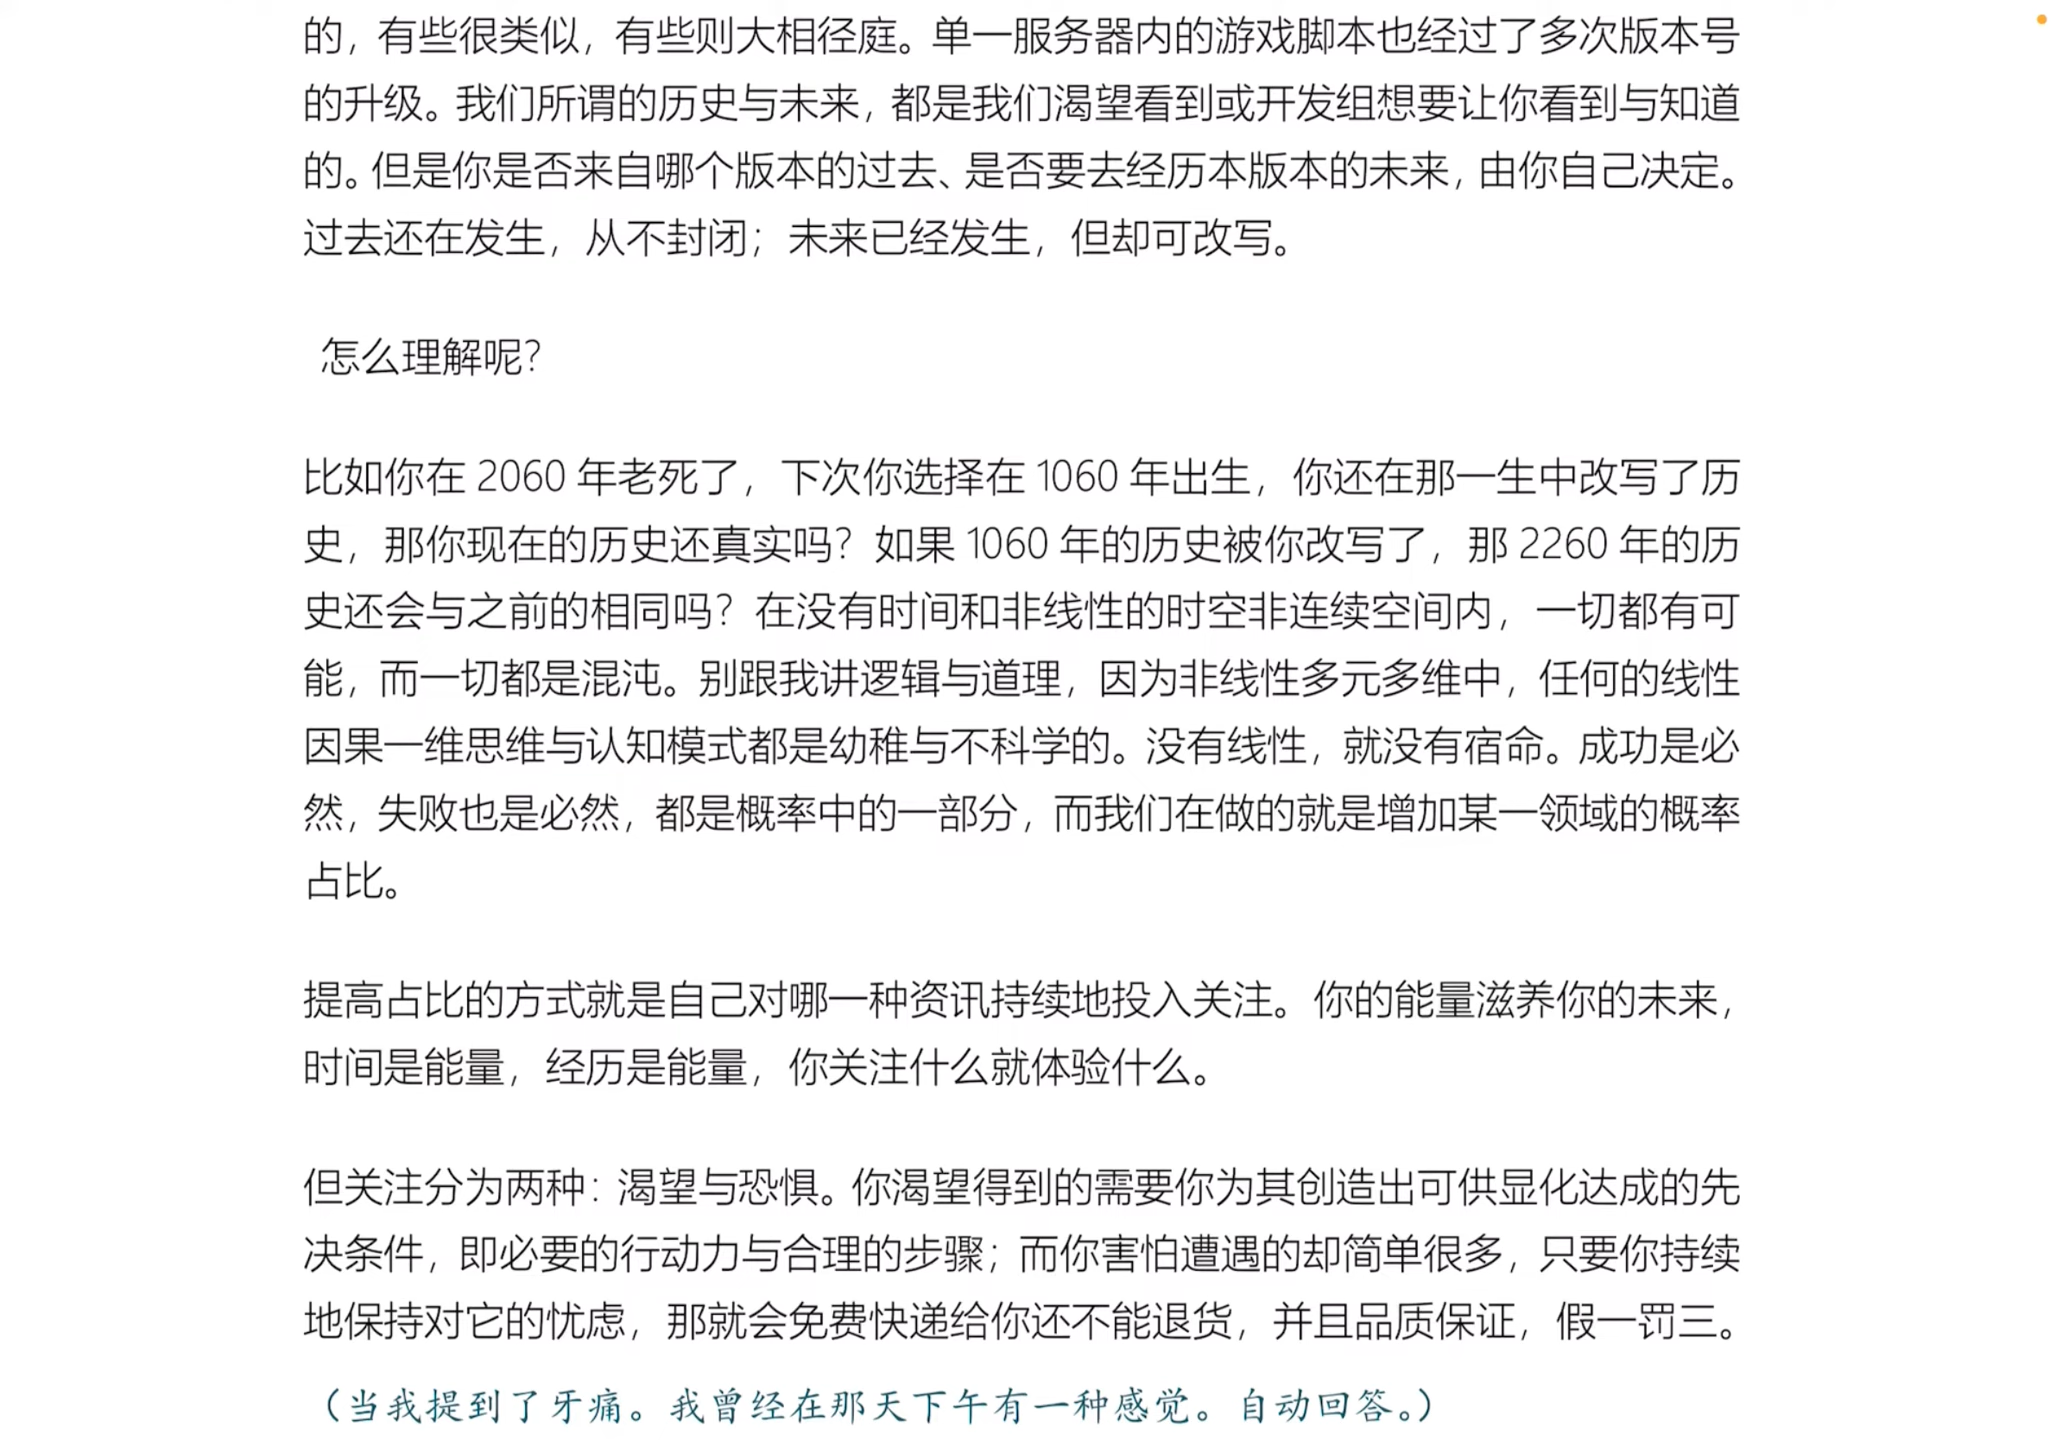 的，有些很类似，有些则大相径庭。单一服务器内的游戏脚本也经过了多次版本号
的升级。我们所谓的历史与未来，都是我们渴望看到或开发组想要让你看到与知道
的。但是你是否来自哪个版本的过去、是否要去经历本版本的未来，由你自己决定。
过去还在发生，从不封闭；未来已经发生，但却可改写。
怎么理解呢？
比如你在 2060 年老死了，下次你选择在 1060 年出生，你还在那一生中改写了历
史，那你现在的历史还真实吗？如果 1060 年的历史被你改写了，那 2260 年的历
史还会与之前的相同吗？在没有时间和非线性的时空非连续空间内，一切都有可
能，而一切都是混沌。别跟我讲逻辑与道理，因为非线性多元多维中，任何的线性
因果一维思维与认知模式都是幼稚与不科学的。没有线性，就没有宿命。成功是必
然，失败也是必然，都是概率中的一部分，而我们在做的就是增加某一领域的概率
占比。
提高占比的方式就是自己对哪一种资讯持续地投入关注。你的能量滋养你的未来，
时间是能量，经历是能量，你关注什么就体验什么。
但关注分为两种：渴望与恐惧。你渴望得到的需要你为其创造出可供显化达成的先
决条件，即必要的行动力与合理的步骤；而你害怕遭遇的却简单很多，只要你持续
地保持对它的忧虑，那就会免费快递给你还不能退货，并且品质保证，假一罚三。
（当我提到了牙痛。我曾经在那天下午有一种感觉。自动回答。）